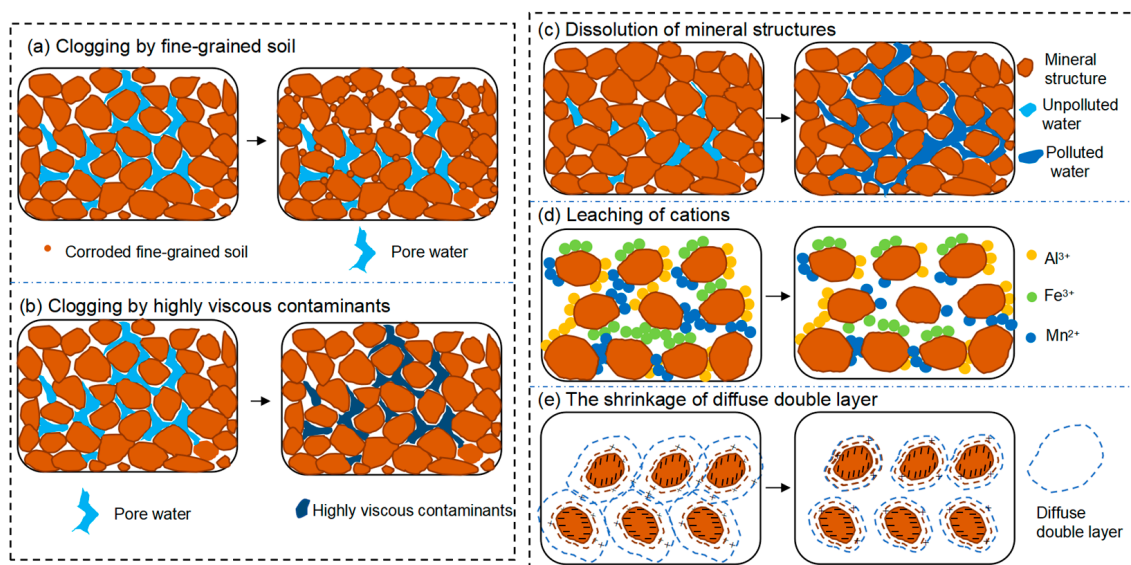 (a) Clogging by fine-grained soil
Corroded fine-grained soil
Pore water
(b) Clogging by highly viscous contaminants
Pore water
Highly viscous contaminants
(c) Dissolution of mineral structures
Mineral
structure
Unpolluted
water
Polluted
water
(d) Leaching of cations
Al³⁺
Fe³⁺
Mn²⁺
(e) The shrinkage of diffuse double layer
Diffuse
double layer